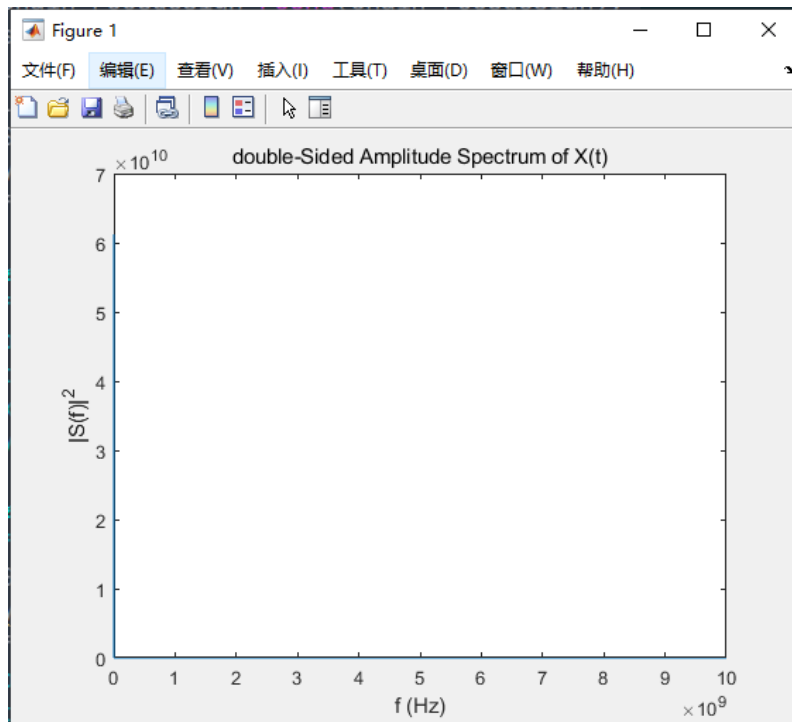 Figure 1
文件(F) 编辑(E) 查看(V) 插入(I) 工具(T) 桌面(D) 窗口(W) 帮助(H)
×10^10
double-Sided Amplitude Spectrum of X(t)
7
6
5
4
3
2
1
0
|S(f)|^2
0 1 2 3 4 5 6 7 8 9 10
f (Hz)
×10^9